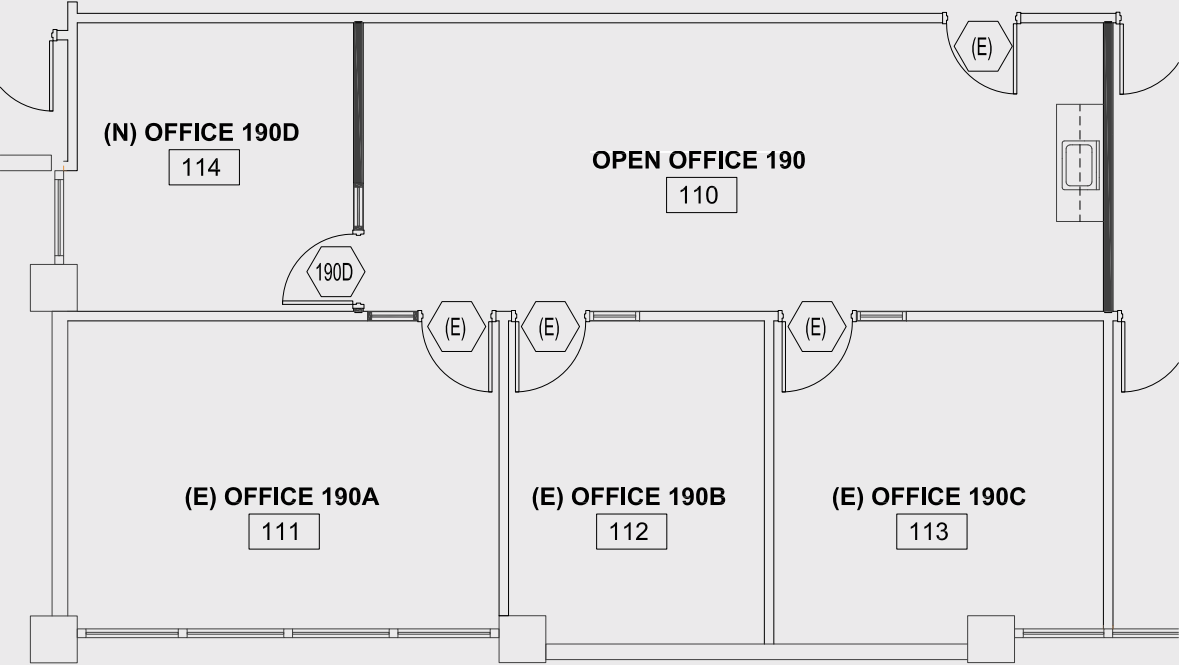 (E)
(N) OFFICE 190D
114
OPEN OFFICE 190
110
190D
(E)
(E)
(E)
(E) OFFICE 190A
111
(E) OFFICE 190B
112
(E) OFFICE 190C
113